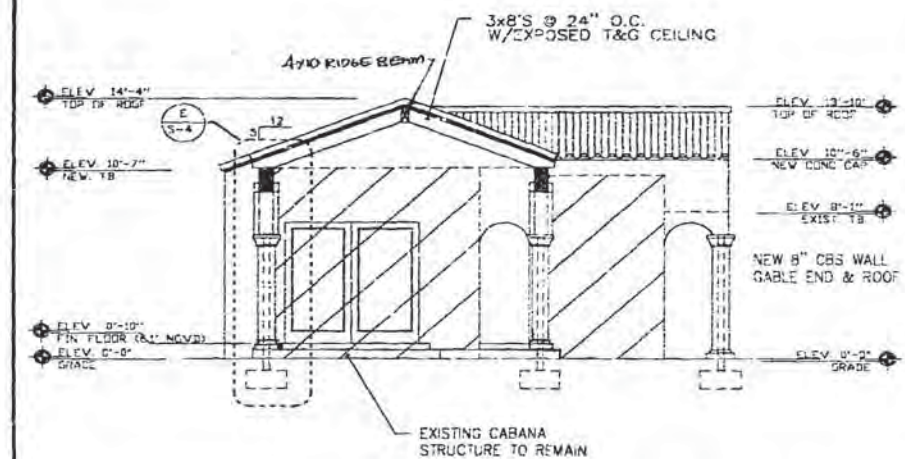 3x8'S @ 24" O.C.
W/EXPOSED T&G CEILING
4x10 RIDGE BEAM
ELEV. 14'-4"
TOP OF ROOF
E
S-4
12
5
ELEV. 10'-7"
NEW. TB
ELEV 13'-10"
TOP OF ROOF
ELEV 10'-6"
NEW CONC CAP
ELEV 8'-1"
EXIST TB
NEW 8" CBS WALL
GABLE END & ROOF
ELEV 0'-10"
FIN FLOOR NGVD)
ELEV. 0'-0"
GRADE
ELEV. 0'-0"
GRADE
EXISTING CABANA
STRUCTURE TO REMAIN